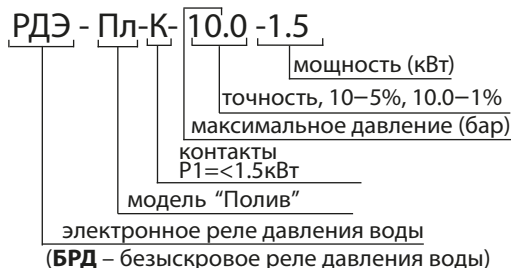 РДЭ - Пл-К- 10.0 -1.5
мощность (кВт)
точность, 10−5%, 10.0−1%
максимальное давление (бар)
контакты
P1=<1.5кВт
модель “Полив”
электронное реле давления воды
(БРД – безыскровое реле давления воды)